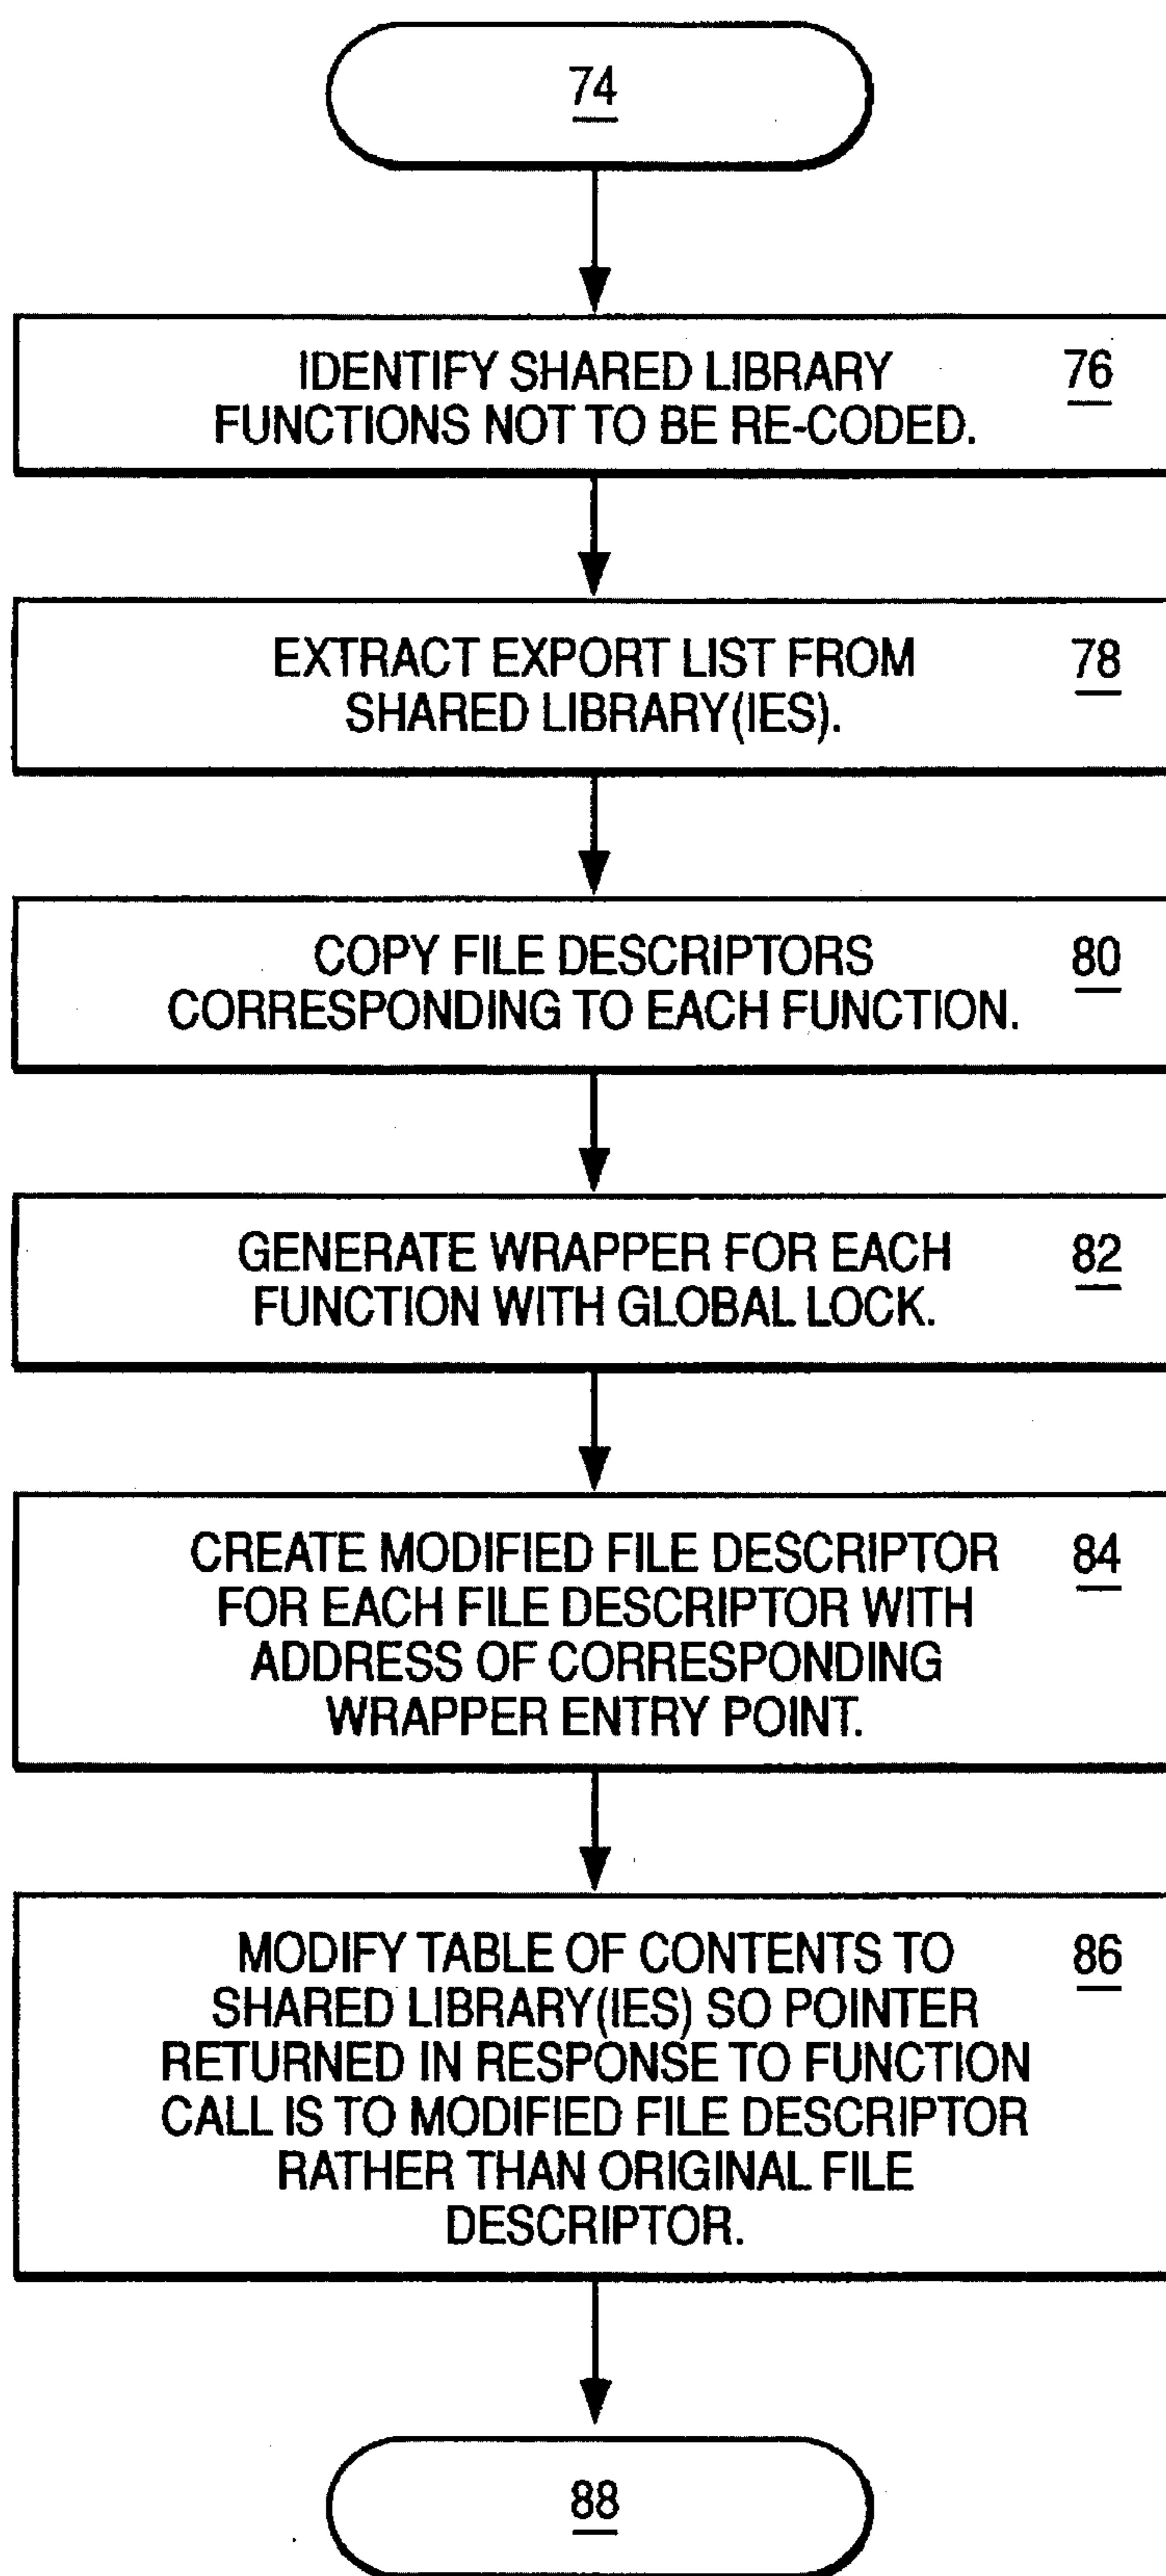 74
IDENTIFY SHARED LIBRARY 76
FUNCTIONS NOT TO BE RE-CODED.
EXTRACT EXPORT LIST FROM 78
SHARED LIBRARY(IES).
COPY FILE DESCRIPTORS 80
CORRESPONDING TO EACH FUNCTION.
GENERATE WRAPPER FOR EACH 82
FUNCTION WITH GLOBAL LOCK.
CREATE MODIFIED FILE DESCRIPTOR 84
FOR EACH FILE DESCRIPTOR WITH
ADDRESS OF CORRESPONDING
WRAPPER ENTRY POINT.
MODIFY TABLE OF CONTENTS TO 86
SHARED LIBRARY(IES) SO POINTER
RETURNED IN RESPONSE TO FUNCTION
CALL IS TO MODIFIED FILE DESCRIPTOR
RATHER THAN ORIGINAL FILE
DESCRIPTOR.
88